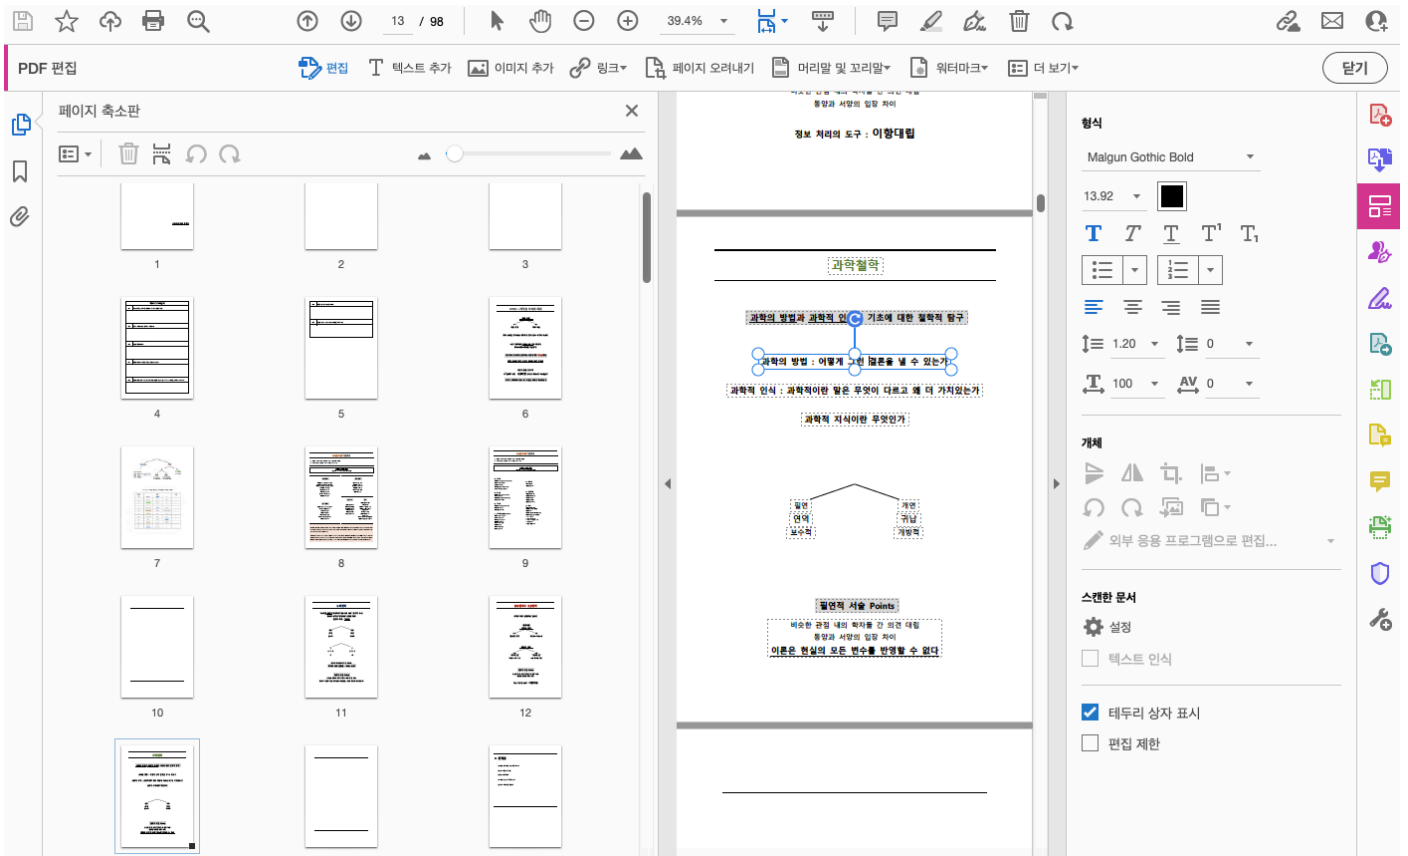 13 / 98
39.4%
PDF 편집
편집
텍스트 추가
이미지 추가
링크
페이지 오려내기
머리말 및 꼬리말
워터마크
더 보기
닫기
페이지 축소판
1
2
3
4
5
6
7
8
9
10
11
12
동양과 서양의 입장 차이
정보 처리의 도구 : 이항대립
과학철학
과학의 방법과 과학적 인 기초에 대한 철학적 탐구
과학의 방법 : 어떻게 그런 결론을 낼 수 있는가
과학적 인식 : 과학적이란 말은 무엇이 다르고 왜 더 가치있는가
과학적 지식이란 무엇인가
필연 개연
연역 귀납
보수적 개방적
필연적 서술 Points
비슷한 관점 내의 학자들 간 의견 대립
동양과 서양의 입장 차이
이론은 현실의 모든 변수를 반영할 수 없다
형식
Malgun Gothic Bold
13.92
T T T T1 T1
1.20 0
100 AV 0
개체
외부 응용 프로그램으로 편집...
스캔한 문서
설정
텍스트 인식
테두리 상자 표시
편집 제한